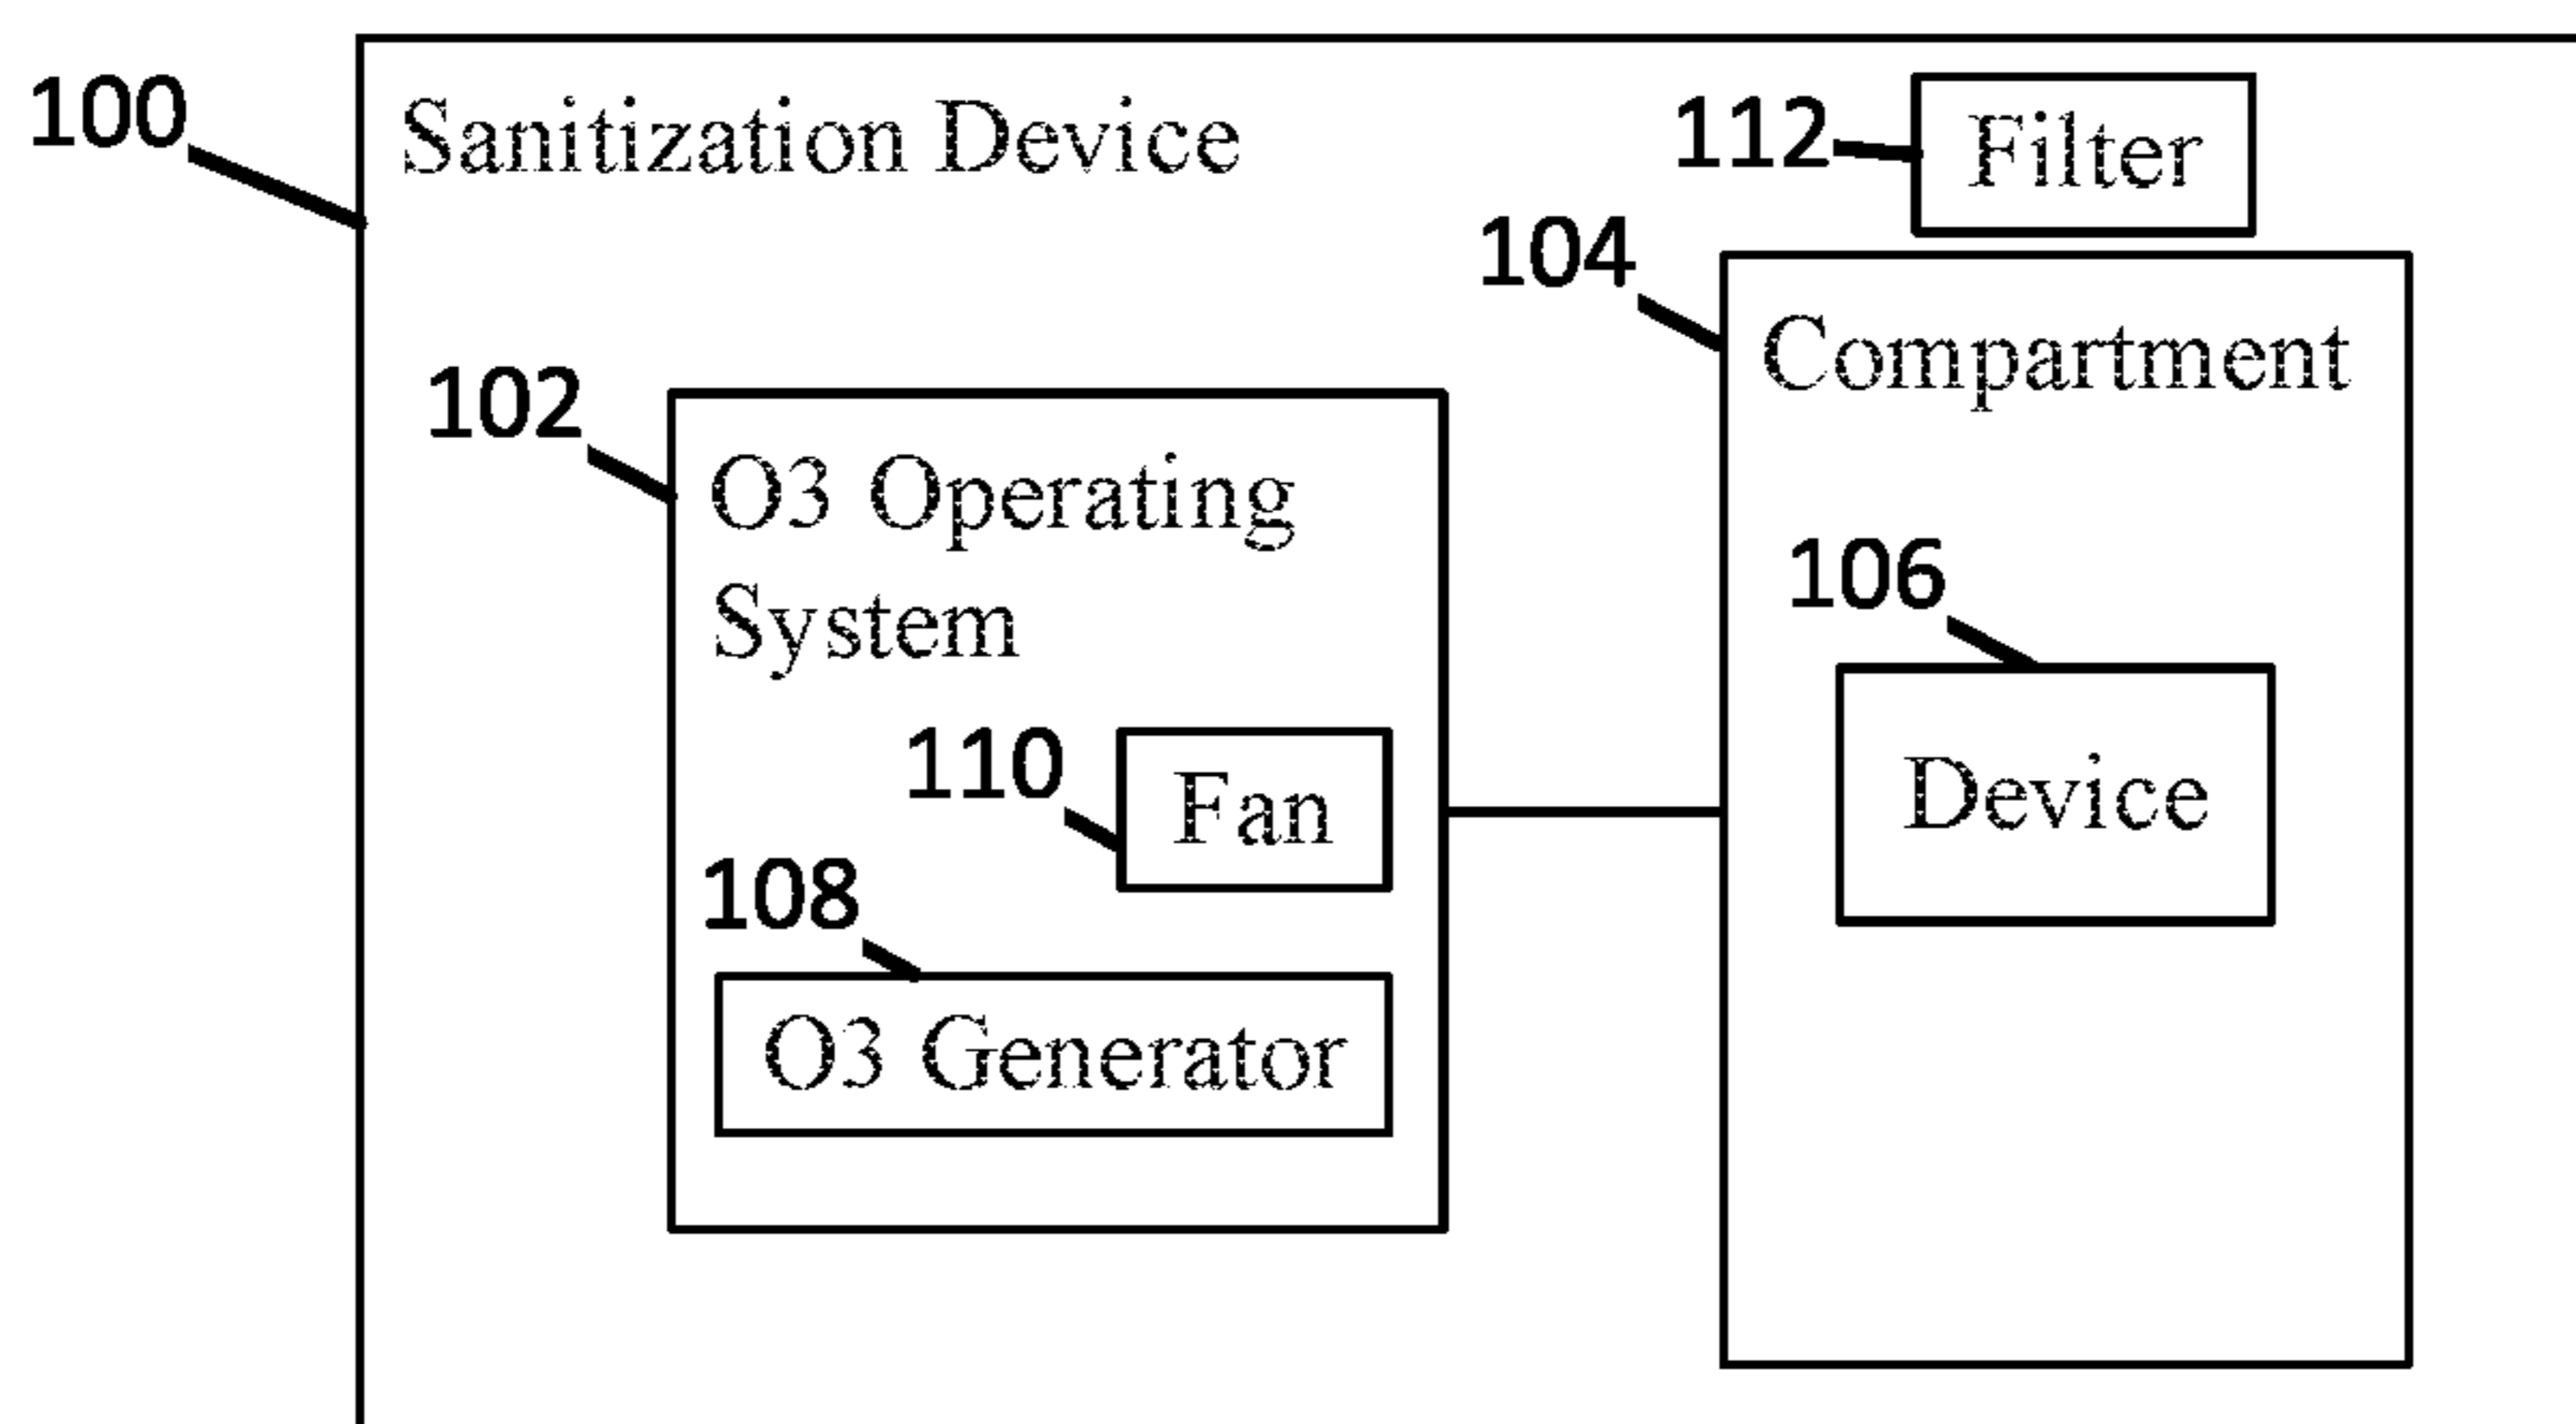 100
Sanitization Device
112
Filter
104
Compartment
102
O3 Operating
System
106
Device
110
Fan
108
O3 Generator